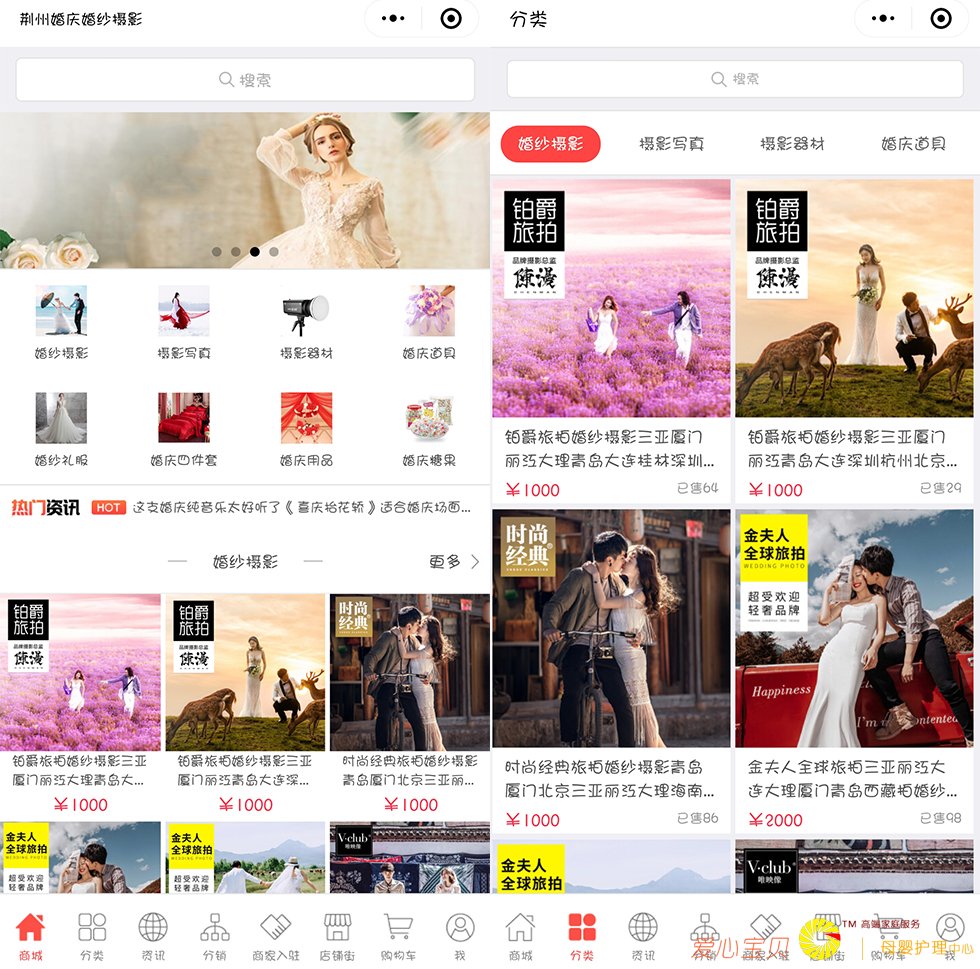 荆州婚庆婚纱摄影
搜索
婚纱摄影
摄影写真
摄影器材
婚庆道具
婚纱礼服
婚庆四件套
婚庆用品
婚庆糖果
热门资讯 HOT 这支婚庆纯音乐太好听了《喜庆抬花轿》适合婚庆场面...
婚纱摄影
更多
铂爵
旅拍
品牌摄影总监
陈漫
铂爵
旅拍
品牌摄影总监
陈漫
时尚
经典
铂爵旅拍婚纱摄影三亚
厦门丽江大理青岛大...
¥1000
铂爵旅拍婚纱摄影三亚
厦门丽江青岛大连深...
¥1000
时尚经典旅拍婚纱摄影
青岛厦门北京三亚丽...
¥1000
金夫人
全球旅拍
WEDDING PHOTO
超受欢迎
轻奢品牌
金夫人
全球旅拍
WEDDING PHOTO
超受欢迎
轻奢品牌
V·club
唯映像
商城
分类
资讯
分销
商家入驻
店铺街
购物车
我
分类
搜索
婚纱摄影
摄影写真
摄影器材
婚庆道具
铂爵
旅拍
品牌摄影总监
陈漫
CHENMAN
铂爵旅拍婚纱摄影三亚厦门
丽江大理青岛大连桂林深圳...
¥1000
已售64
铂爵
旅拍
品牌摄影总监
陈漫
CHENMAN
铂爵旅拍婚纱摄影三亚厦门
丽江青岛大连深圳杭州北京...
¥1000
已售29
时尚
经典
时尚经典旅拍婚纱摄影青岛
厦门北京三亚丽江大理海南...
¥1000
已售86
金夫人
全球旅拍
WEDDING PHOTO
超受欢迎
轻奢品牌
Happiness
I'm in contented
金夫人全球旅拍三亚丽江大
连大理厦门青岛西藏拍婚纱...
¥2000
已售98
金夫人
全球旅拍
V·club
唯映像
商城
分类
资讯
分销
商家入驻
店铺街
购物车
我
爱心宝贝
TM 高端家庭服务
母婴护理中心